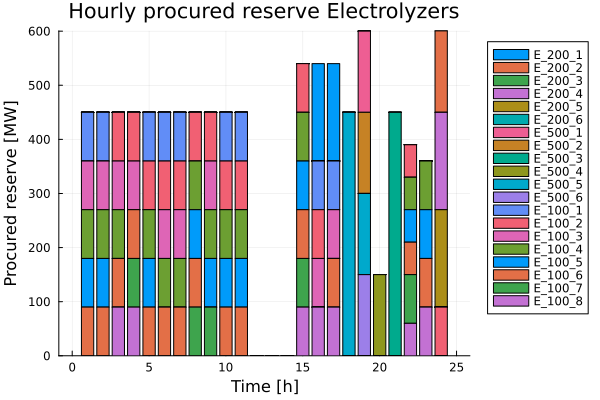 Hourly procured reserve Electrolyzers
Procured reserve [MW]
600
500
400
300
200
100
0
0 5 10 15 20 25
Time [h]
E_200_1
E_200_2
E_200_3
E_200_4
E_200_5
E_200_6
E_500_1
E_500_2
E_500_3
E_500_4
E_500_5
E_500_6
E_100_1
E_100_2
E_100_3
E_100_4
E_100_5
E_100_6
E_100_7
E_100_8